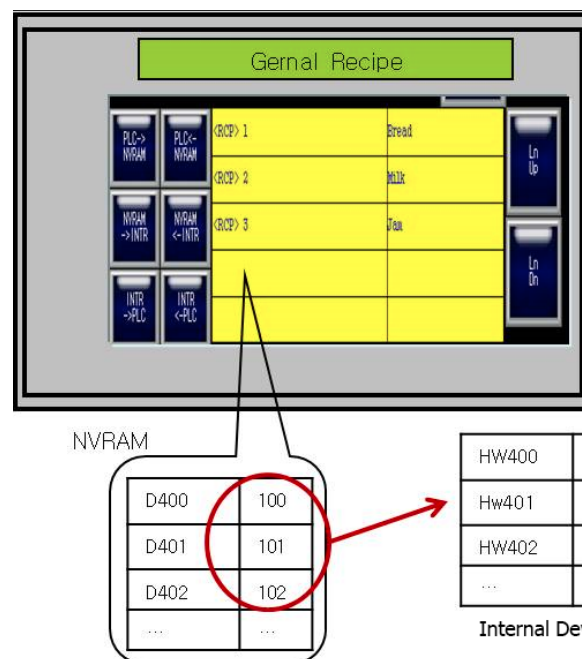 Gernal Recipe
PLC->
NVRAM
PLC<-
NVRAM
<RCP> 1
Bread
Ln
Up
<RCP> 2
Milk
NVRAM
->INTR
NVRAM
<-INTR
<RCP> 3
Jam
Ln
Dn
INTR
->PLC
INTR
<-PLC
NVRAM
D400 100
D401 101
D402 102
... ...
HW400
Hw401
HW402
...
Internal Dev